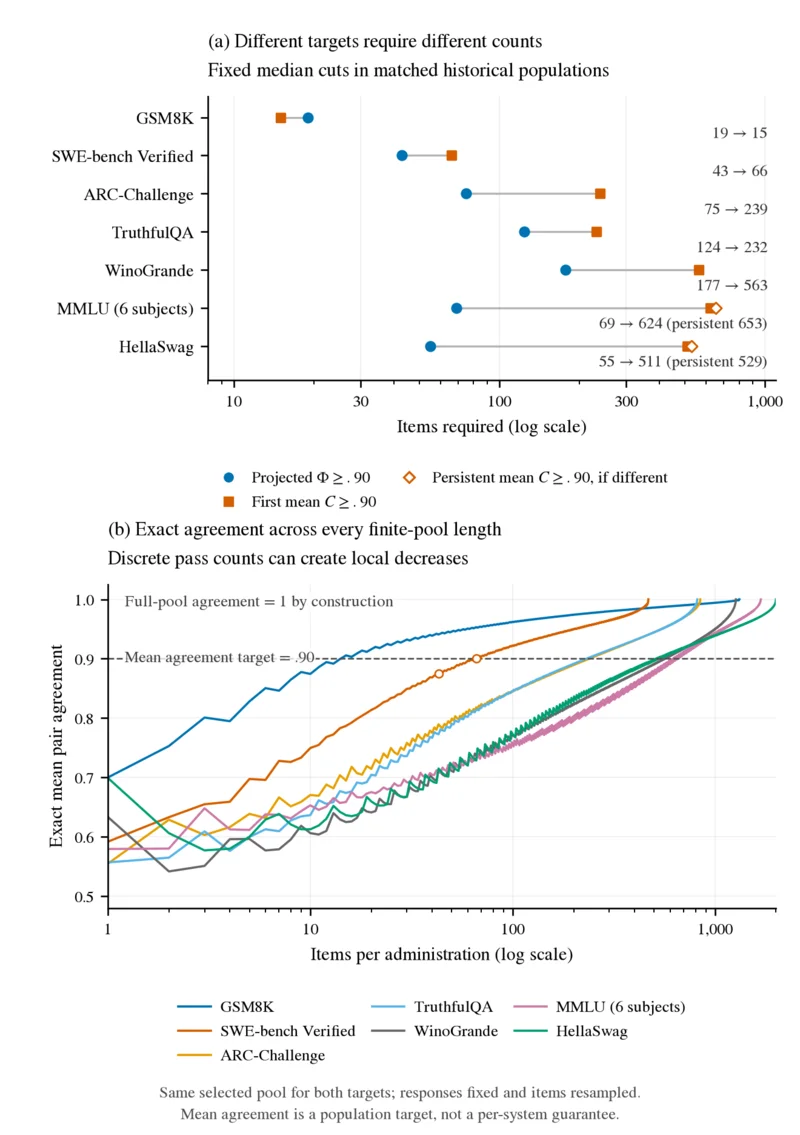 (a) Different targets require different counts
Fixed median cuts in matched historical populations
GSM8K
19 → 15
SWE-bench Verified
43 → 66
ARC-Challenge
75 → 239
TruthfulQA
124 → 232
WinoGrande
177 → 563
MMLU (6 subjects)
69 → 624 (persistent 653)
HellaSwag
55 → 511 (persistent 529)
10 30 100 300 1,000
Items required (log scale)
Projected Φ ≥ . 90
Persistent mean C ≥ . 90, if different
First mean C ≥ . 90
(b) Exact agreement across every finite-pool length
Discrete pass counts can create local decreases
Exact mean pair agreement
1.0
Full-pool agreement = 1 by construction
0.9
Mean agreement target = .90
0.8
0.7
0.6
0.5
1 10 100 1,000
Items per administration (log scale)
GSM8K TruthfulQA MMLU (6 subjects)
SWE-bench Verified WinoGrande HellaSwag
ARC-Challenge
Same selected pool for both targets; responses fixed and items resampled.
Mean agreement is a population target, not a per-system guarantee.